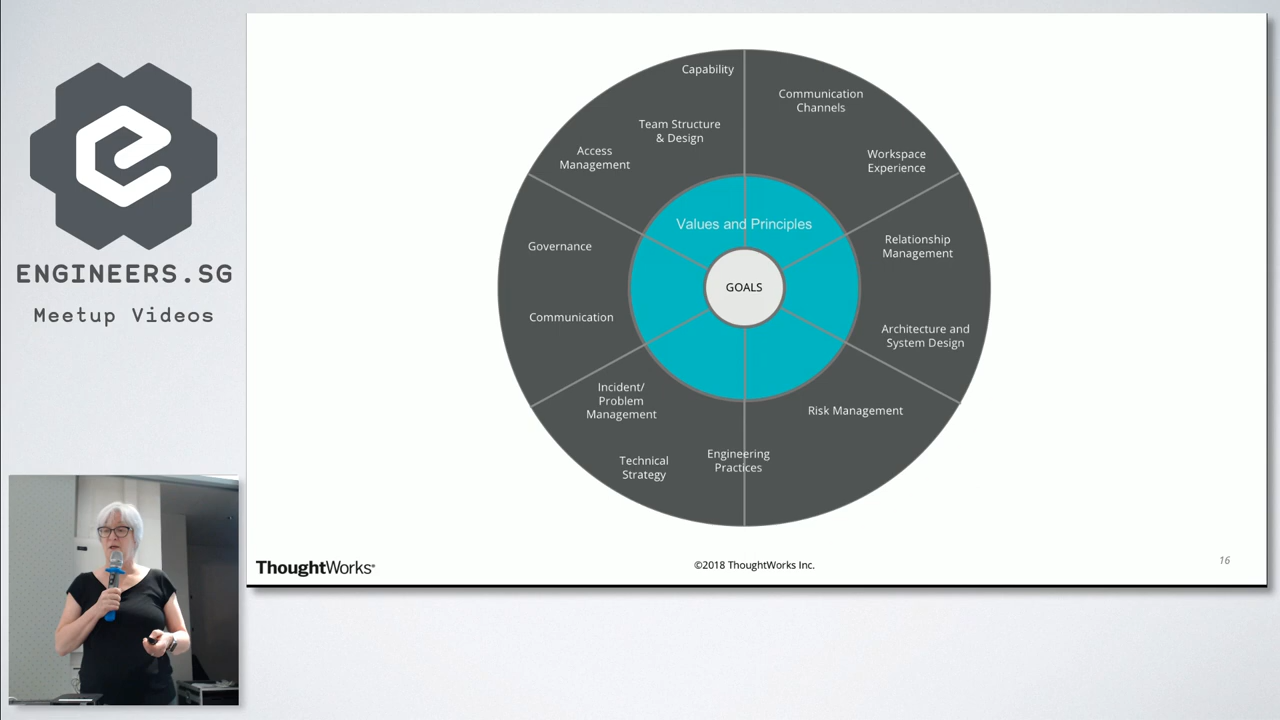 ENGINEERS.SG
Meetup Videos
Capability
Communication
Channels
Team Structure
& Design
Access
Management
Workspace
Experience
Values and Principles
Governance
Relationship
Management
GOALS
Communication
Architecture and
System Design
Incident/
Problem
Management
Risk Management
Engineering
Practices
Technical
Strategy
ThoughtWorks®
©2018 ThoughtWorks Inc.
16